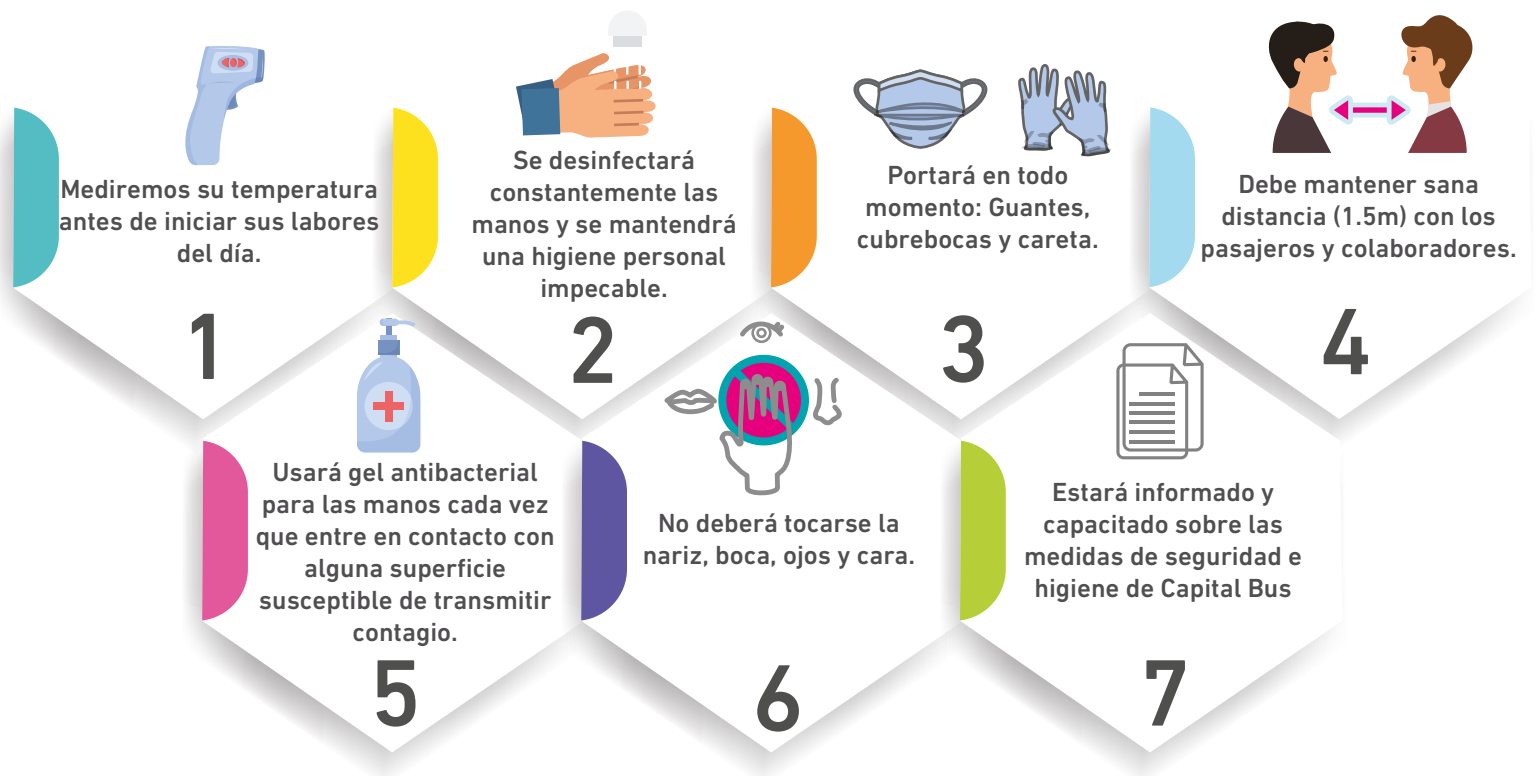 Mediremos su temperatura
antes de iniciar sus labores
del día.
1
Se desinfectará
constantemente las
manos y se mantendrá
una higiene personal
impecable.
2
Portará en todo
momento: Guantes,
cubrebocas y careta.
3
Debe mantener sana
distancia (1.5m) con los
pasajeros y colaboradores.
4
Usará gel antibacterial
para las manos cada vez
que entre en contacto con
alguna superficie
susceptible de transmitir
contagio.
5
No deberá tocarse la
nariz, boca, ojos y cara.
6
Estará informado y
capacitado sobre las
medidas de seguridad e
higiene de Capital Bus
7